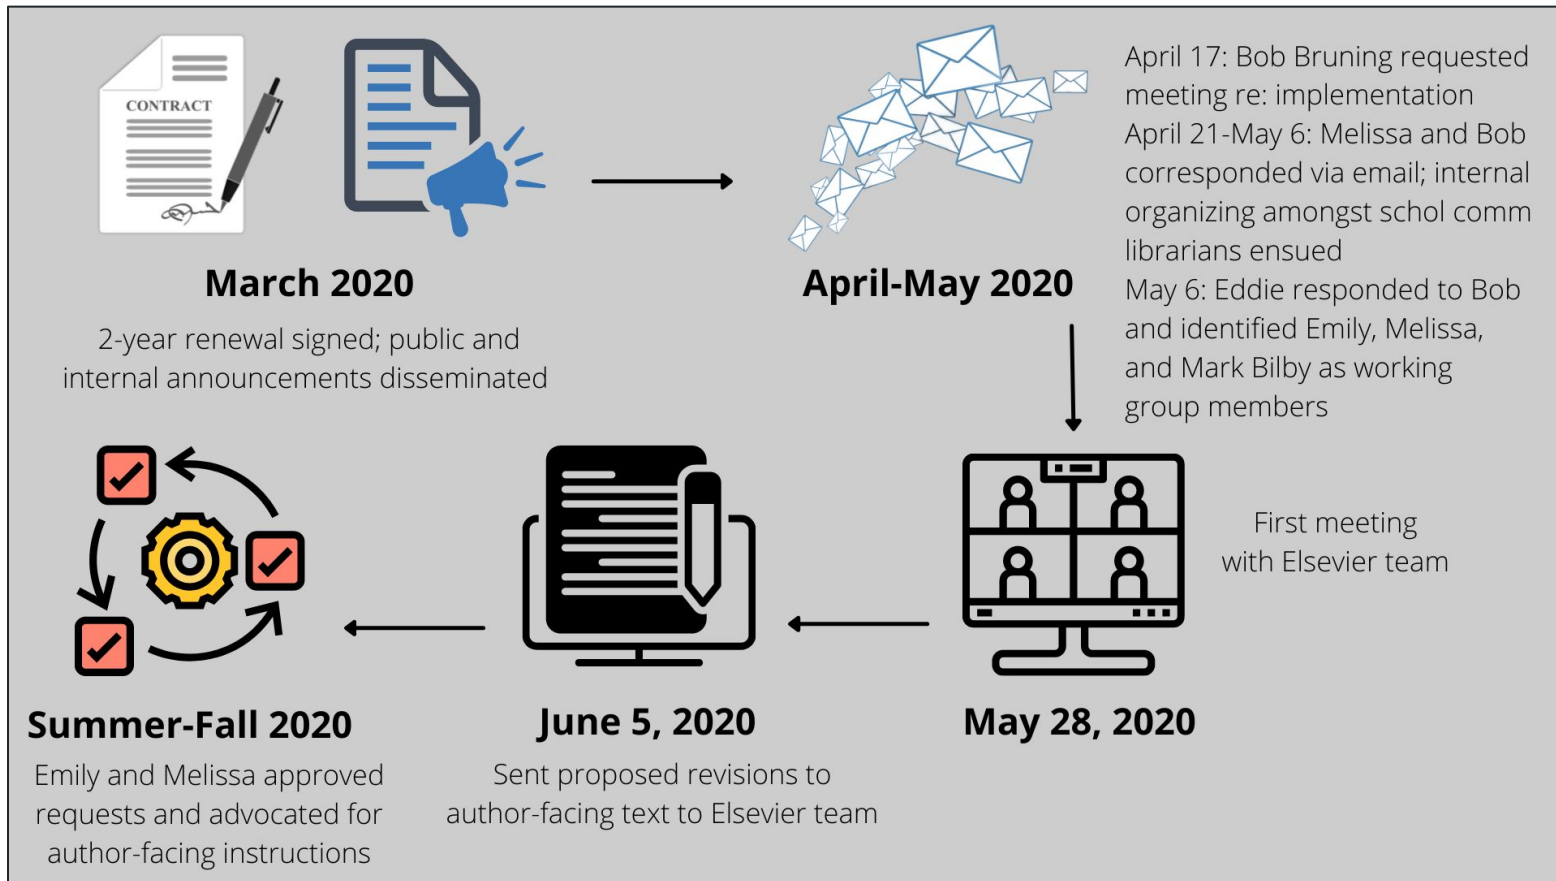 CONTRACT
March 2020
2-year renewal signed; public and
internal announcements disseminated
April-May 2020
April 17: Bob Bruning requested
meeting re: implementation
April 21-May 6: Melissa and Bob
corresponded via email; internal
organizing amongst schol comm
librarians ensued
May 6: Eddie responded to Bob
and identified Emily, Melissa,
and Mark Bilby as working
group members
First meeting
with Elsevier team
May 28, 2020
June 5, 2020
Sent proposed revisions to
author-facing text to Elsevier team
Summer-Fall 2020
Emily and Melissa approved
requests and advocated for
author-facing instructions